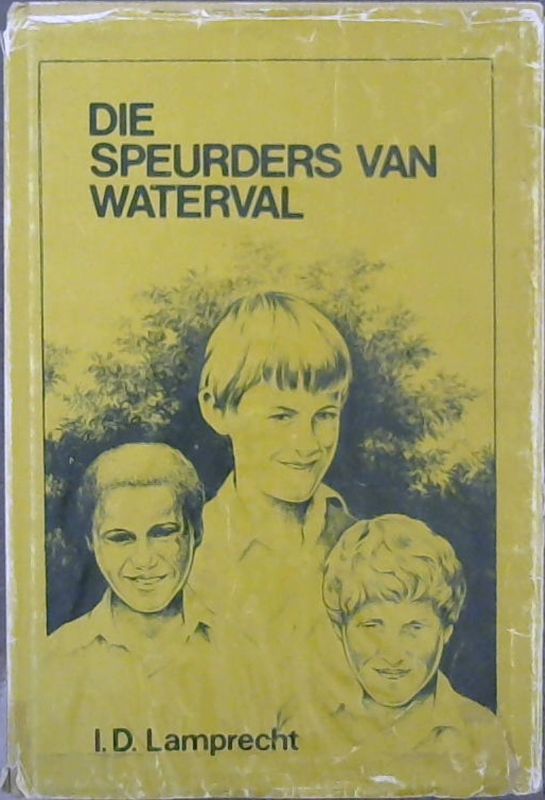 DIE
SPEURDERS VAN
WATERVAL
I.D. Lamprecht